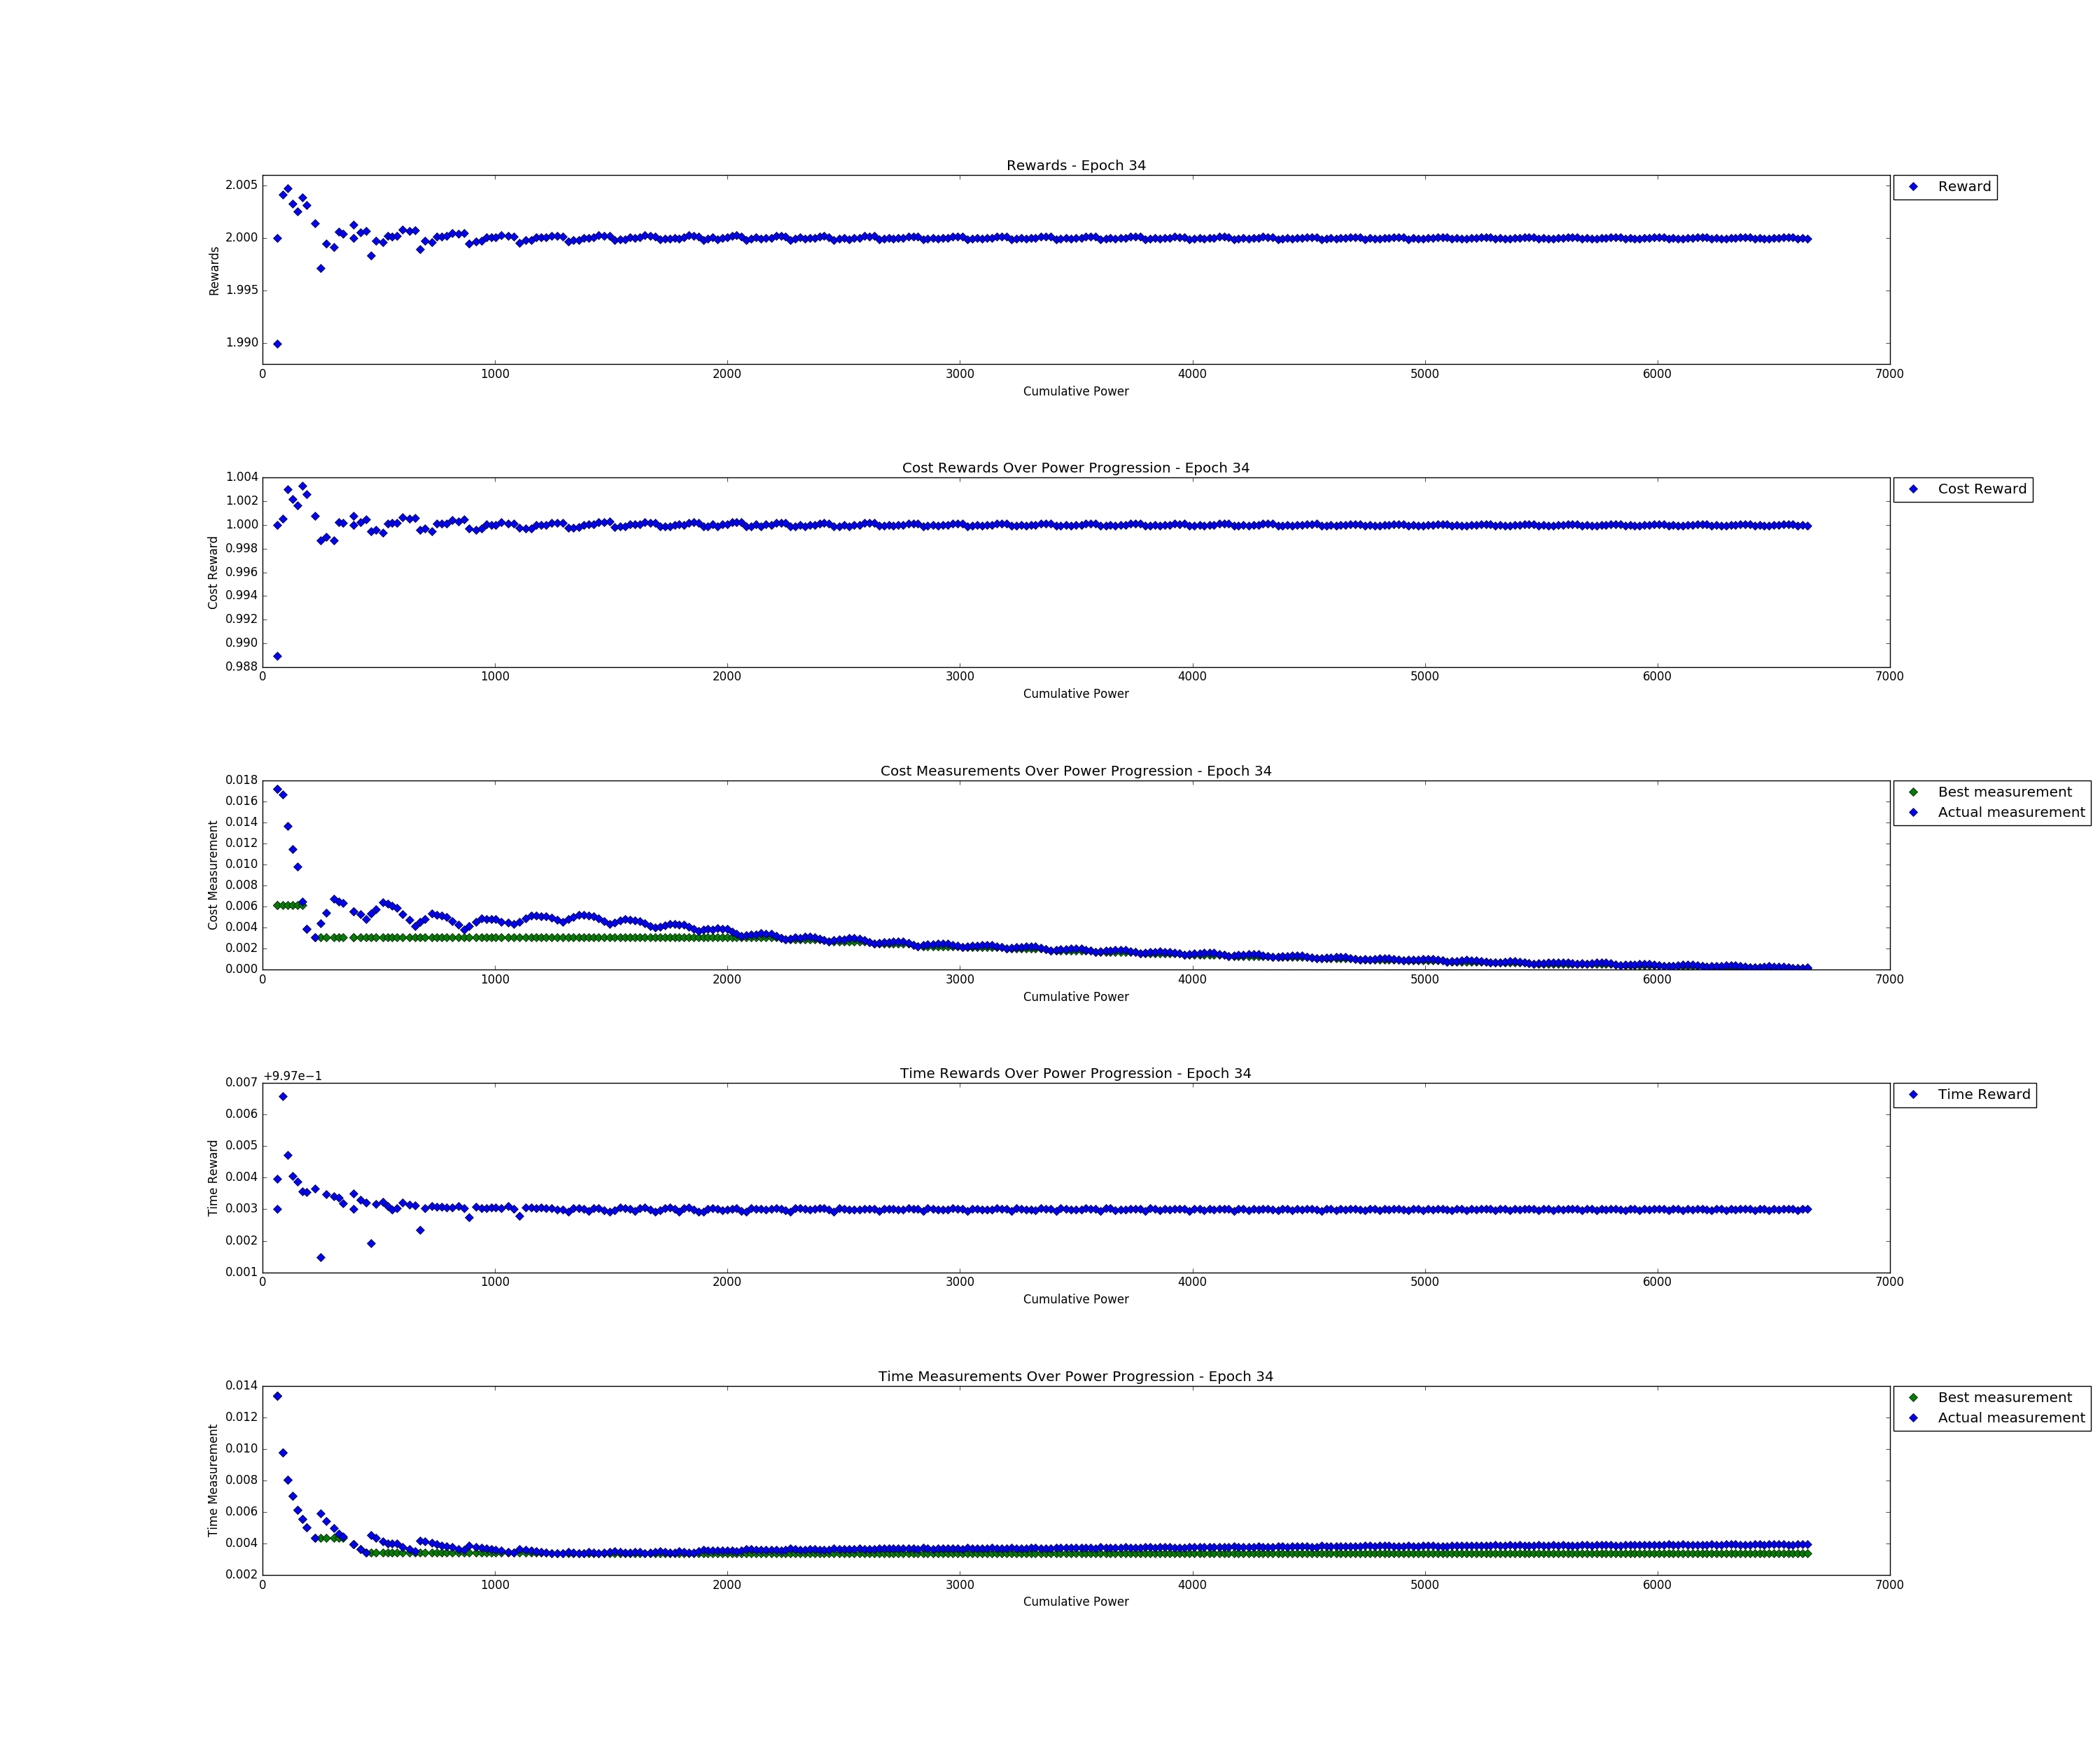 Rewards - Epoch 34
2.005
2.000
1.995
1.990
Rewards
0 1000 2000 3000 4000 5000 6000 7000
Cumulative Power
Reward
Cost Rewards Over Power Progression - Epoch 34
1.004
1.002
1.000
0.998
0.996
0.994
0.992
0.990
0.988
Cost Reward
0 1000 2000 3000 4000 5000 6000 7000
Cumulative Power
Cost Reward
Cost Measurements Over Power Progression - Epoch 34
0.018
0.016
0.014
0.012
0.010
0.008
0.006
0.004
0.002
0.000
Cost Measurement
0 1000 2000 3000 4000 5000 6000 7000
Cumulative Power
Best measurement
Actual measurement
Time Rewards Over Power Progression - Epoch 34
+9.97e−1
0.007
0.006
0.005
0.004
0.003
0.002
0.001
Time Reward
0 1000 2000 3000 4000 5000 6000 7000
Cumulative Power
Time Reward
Time Measurements Over Power Progression - Epoch 34
0.014
0.012
0.010
0.008
0.006
0.004
0.002
Time Measurement
0 1000 2000 3000 4000 5000 6000 7000
Cumulative Power
Best measurement
Actual measurement